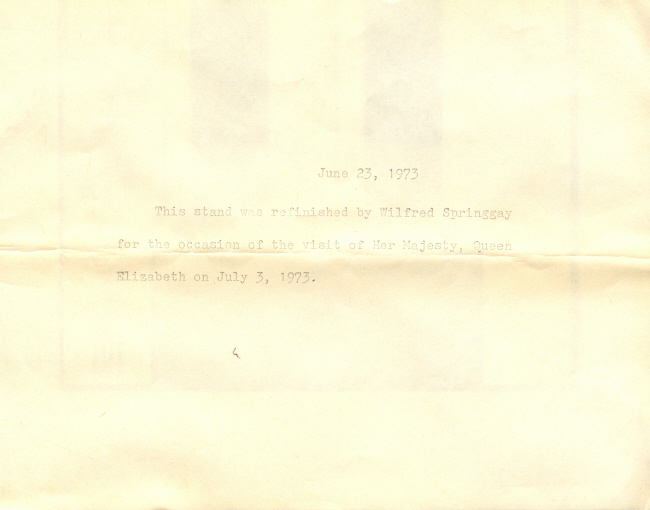 June 23, 1973
This stand was refinished by Wilfred Springgay
for the occasion of the visit of Her Majesty, Queen
Elizabeth on July 3, 1973.